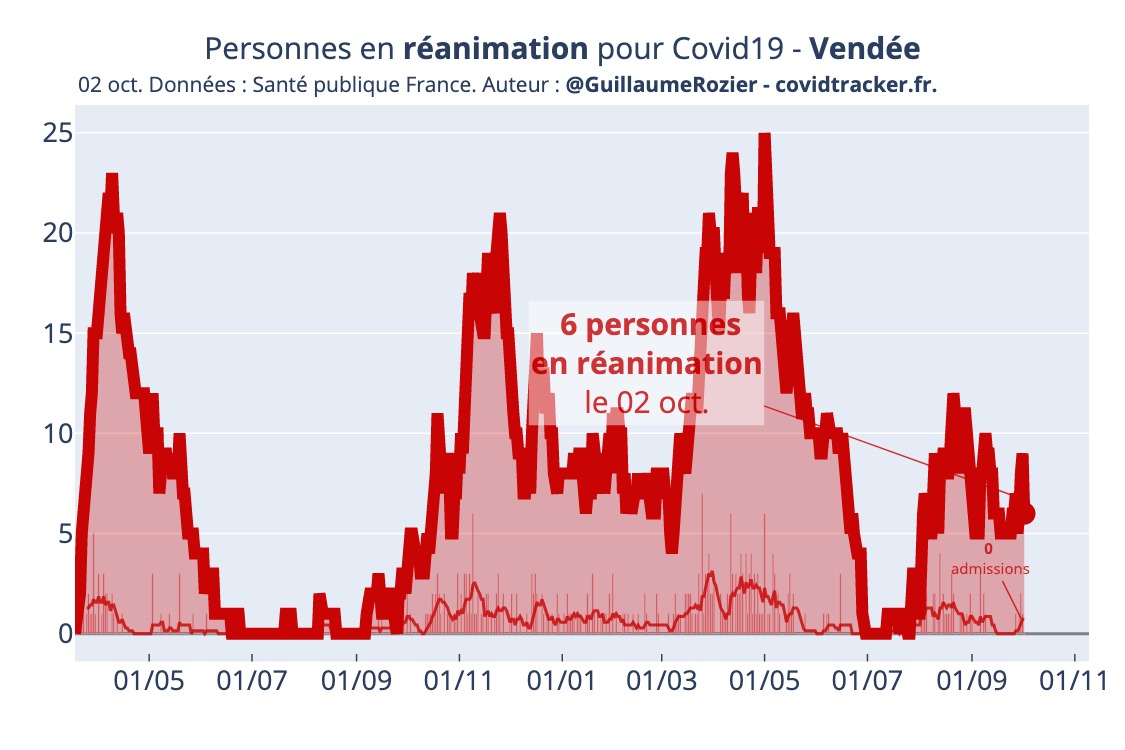 Personnes en réanimation pour Covid19 - Vendée
02 oct. Données : Santé publique France. Auteur : @GuillaumeRozier - covidtracker.fr.
25
20
15
10
5
0
6 personnes
en réanimation
le 02 oct.
0
admissions
01/05 01/07 01/09 01/11 01/01 01/03 01/05 01/07 01/09 01/11